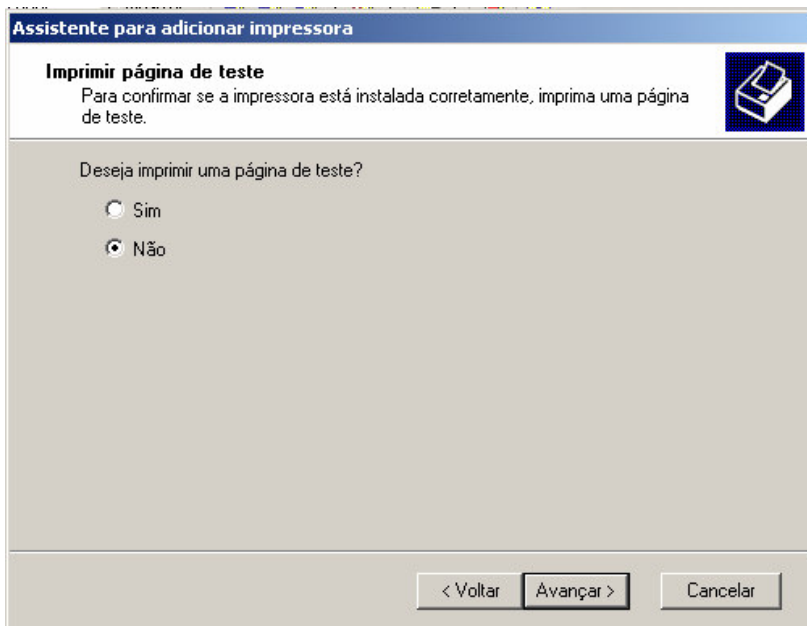 Assistente para adicionar impressora
Imprimir página de teste
Para confirmar se a impressora está instalada corretamente, imprima uma página
de teste.
Deseja imprimir uma página de teste?
Sim
Não
< Voltar
Avançar >
Cancelar